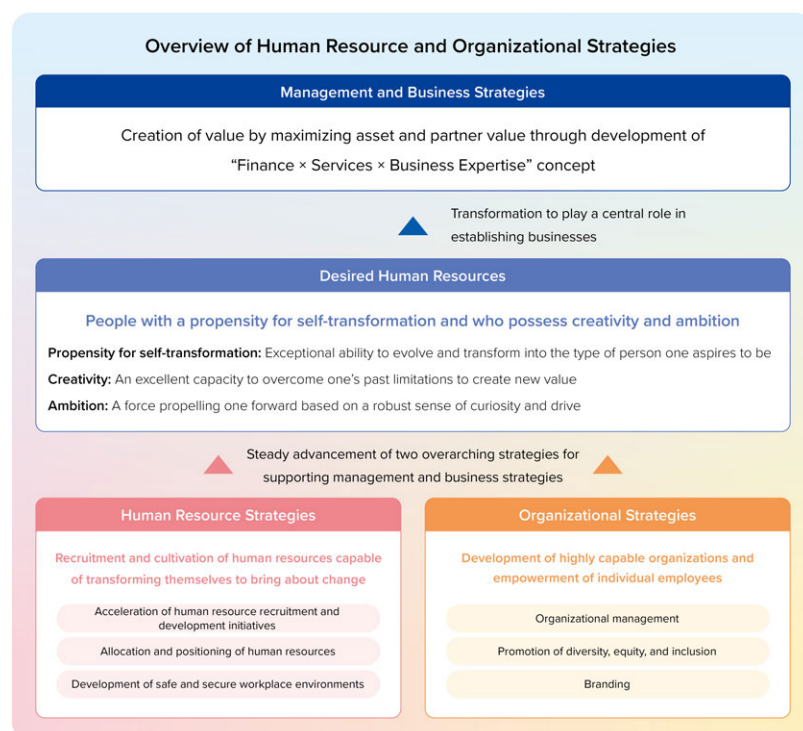 Overview of Human Resource and Organizational Strategies
Management and Business Strategies
Creation of value by maximizing asset and partner value through development of
“Finance × Services × Business Expertise” concept
Transformation to play a central role in
establishing businesses
Desired Human Resources
People with a propensity for self-transformation and who possess creativity and ambition
Propensity for self-transformation: Exceptional ability to evolve and transform into the type of person one aspires to be
Creativity: An excellent capacity to overcome one’s past limitations to create new value
Ambition: A force propelling one forward based on a robust sense of curiosity and drive
Steady advancement of two overarching strategies for
supporting management and business strategies
Human Resource Strategies
Recruitment and cultivation of human resources capable
of transforming themselves to bring about change
Acceleration of human resource recruitment and
development initiatives
Allocation and positioning of human resources
Development of safe and secure workplace environments
Organizational Strategies
Development of highly capable organizations and
empowerment of individual employees
Organizational management
Promotion of diversity, equity, and inclusion
Branding